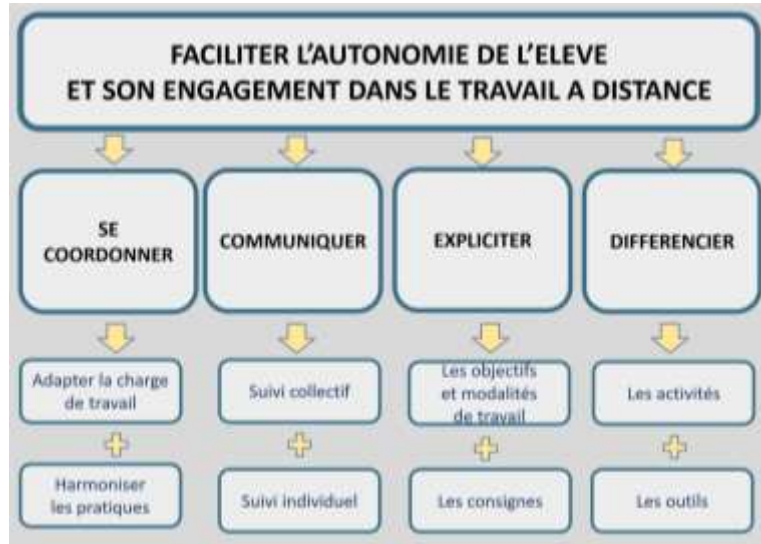 FACILITER L'AUTONOMIE DE L'ELEVE
ET SON ENGAGEMENT DANS LE TRAVAIL A DISTANCE
SE
COORDONNER
COMMUNIQUER
EXPLICITER
DIFFERENCIER
Adapter la charge
de travail
Suivi collectif
Les objectifs
et modalités
de travail
Les activités
Harmoniser
les pratiques
Suivi individuel
Les consignes
Les outils